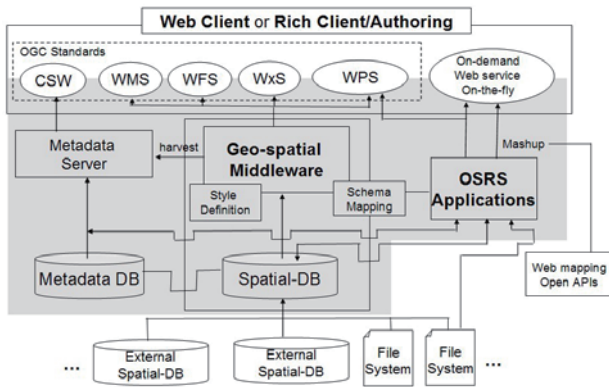 Web Client or Rich Client/Authoring
OGC Standards
CSW
WMS
WFS
WxS
WPS
On-demand
Web service
On-the-fly
Metadata
Server
harvest
Geo-spatial
Middleware
Style
Definition
Schema
Mapping
OSRS
Applications
Mashup
Web mapping
Open APIs
Metadata DB
Spatial-DB
...
External
Spatial-DB
External
Spatial-DB
File
System
File
System
...